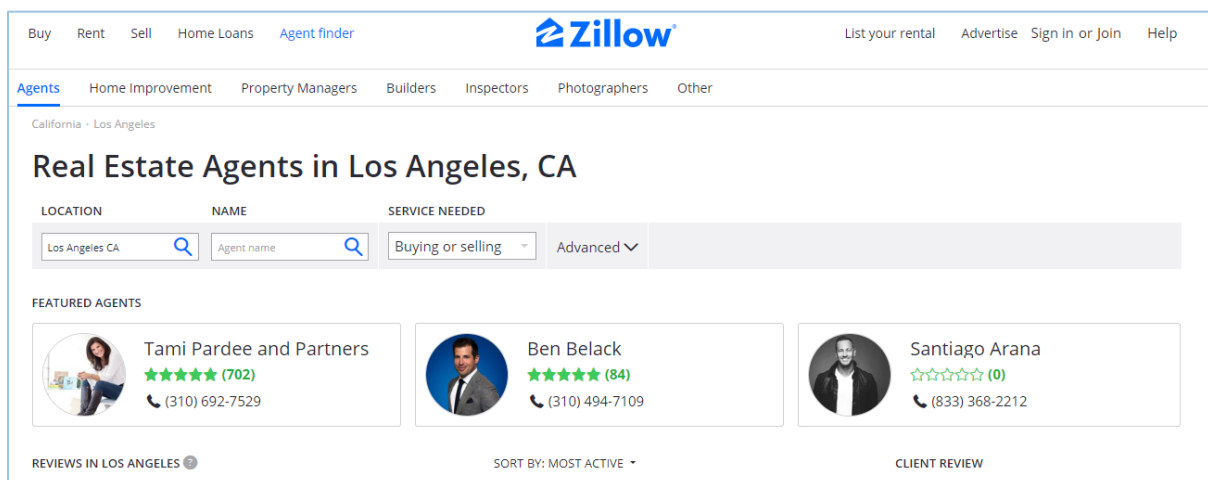 Buy Rent Sell Home Loans Agent finder Zillow® List your rental Advertise Sign in or Join Help
Agents Home Improvement Property Managers Builders Inspectors Photographers Other
California · Los Angeles
Real Estate Agents in Los Angeles, CA
LOCATION NAME SERVICE NEEDED
Los Angeles CA Agent name Buying or selling Advanced
FEATURED AGENTS
Tami Pardee and Partners
(702)
(310) 692-7529
Ben Belack
(84)
(310) 494-7109
Santiago Arana
(0)
(833) 368-2212
REVIEWS IN LOS ANGELES ? SORT BY: MOST ACTIVE CLIENT REVIEW